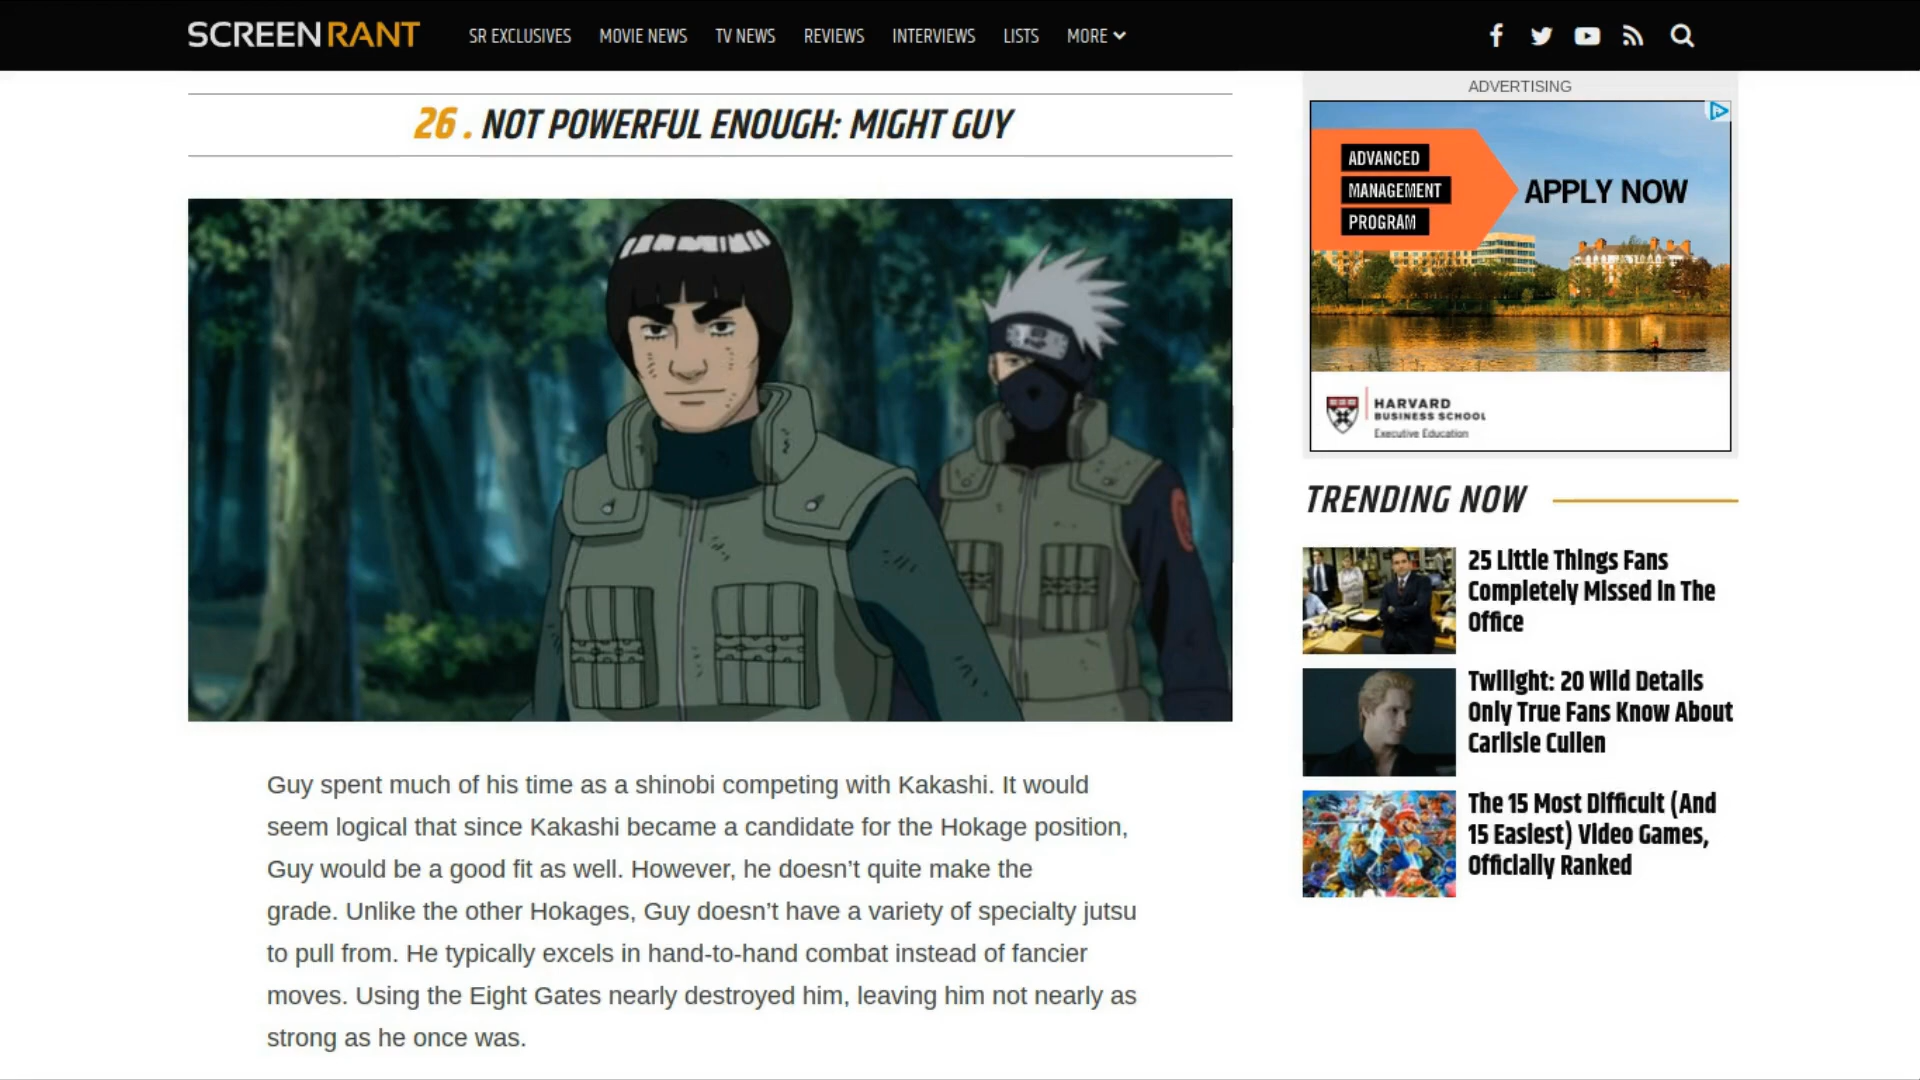 SCREENRANT
SR EXCLUSIVES MOVIE NEWS TV NEWS REVIEWS INTERVIEWS LISTS MORE
26 . NOT POWERFUL ENOUGH: MIGHT GUY
Guy spent much of his time as a shinobi competing with Kakashi. It would
seem logical that since Kakashi became a candidate for the Hokage position,
Guy would be a good fit as well. However, he doesn’t quite make the
grade. Unlike the other Hokages, Guy doesn’t have a variety of specialty jutsu
to pull from. He typically excels in hand-to-hand combat instead of fancier
moves. Using the Eight Gates nearly destroyed him, leaving him not nearly as
strong as he once was.
ADVERTISING
ADVANCED
MANAGEMENT
PROGRAM
APPLY NOW
HARVARD
BUSINESS SCHOOL
Executive Education
TRENDING NOW
25 Little Things Fans
Completely Missed In The
Office
Twilight: 20 Wild Details
Only True Fans Know About
Carlisle Cullen
The 15 Most Difficult (And
15 Easiest) Video Games,
Officially Ranked